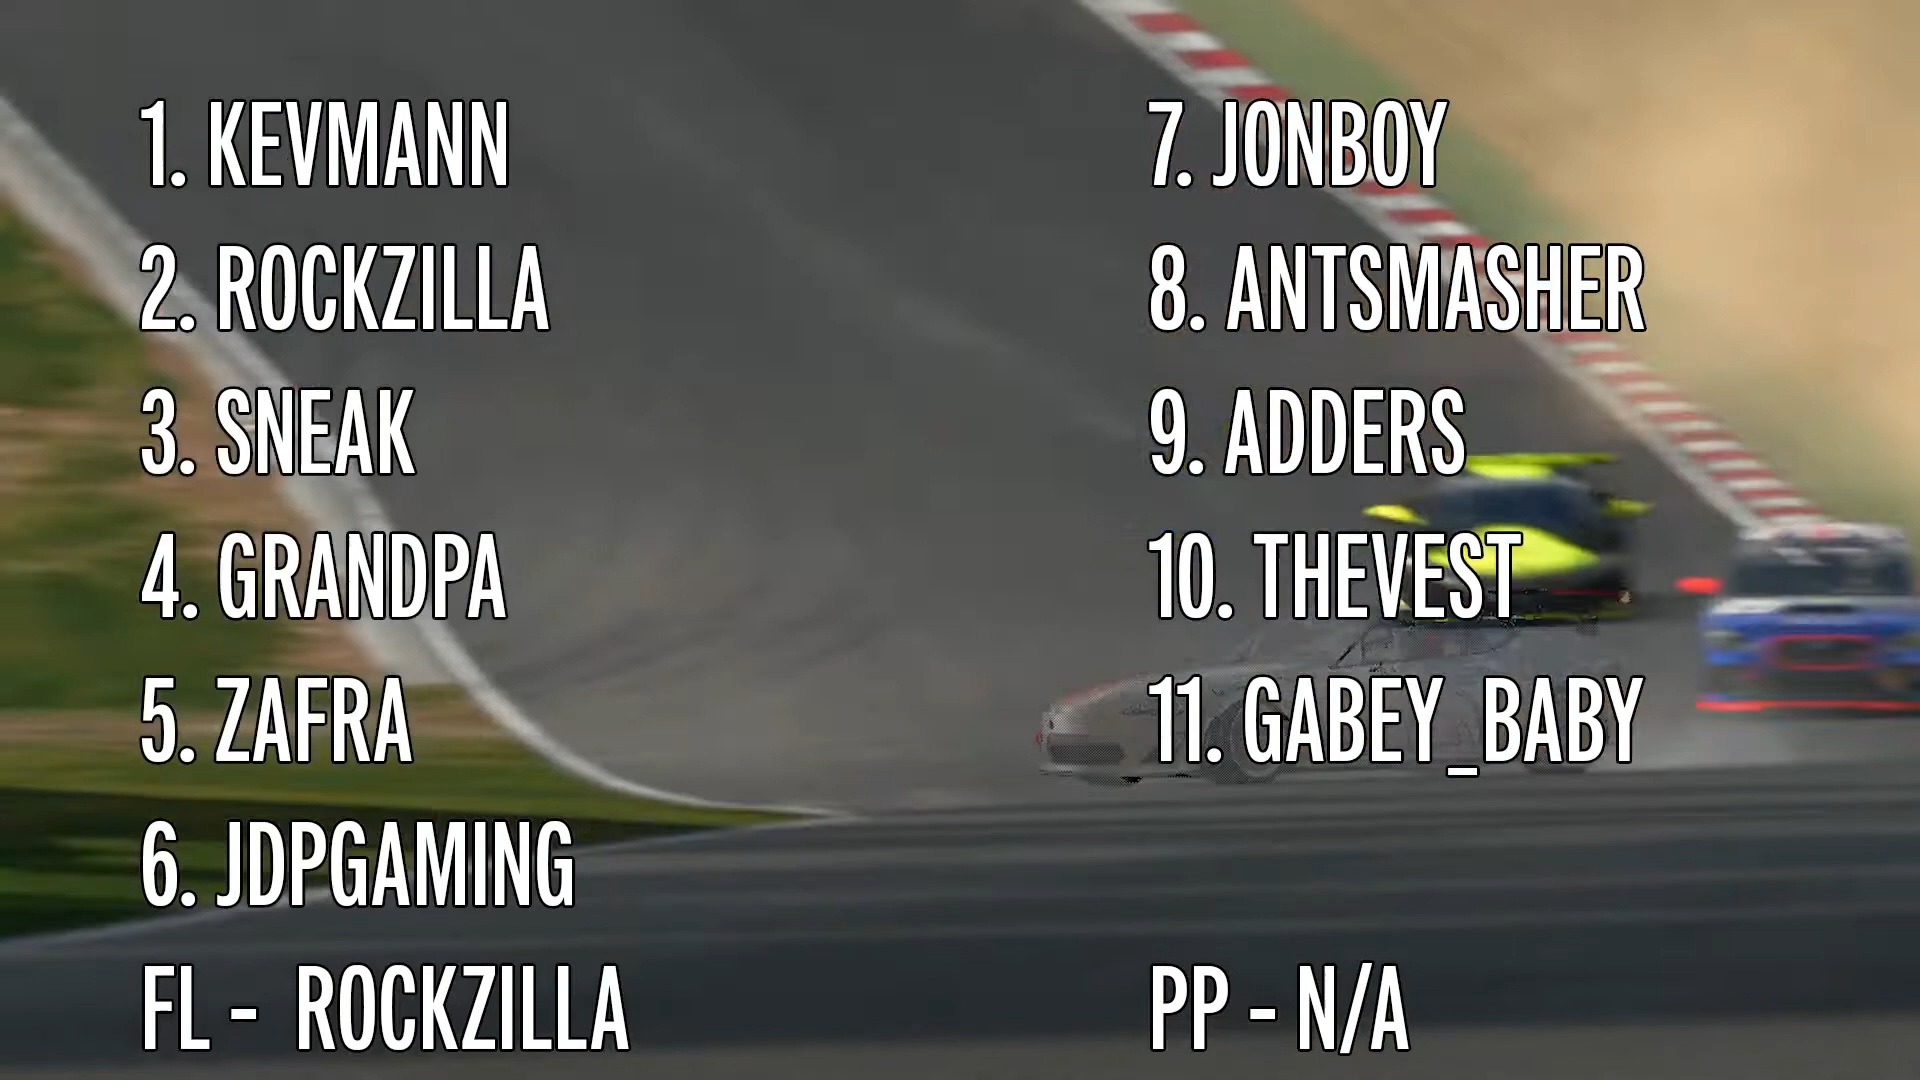 1. KEVMANN
2. ROCKZILLA
3. SNEAK
4. GRANDPA
5. ZAFRA
6. JDPGAMING
FL - ROCKZILLA
7. JONBOY
8. ANTSMASHER
9. ADDERS
10. THEVEST
11. GABEY_BABY
PP - N/A